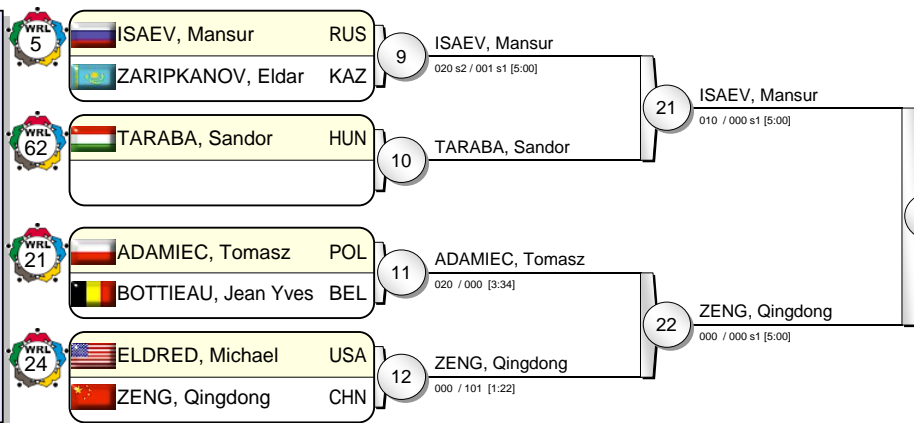 WRL
5
ISAEV, Mansur RUS
ZARIPKANOV, Eldar KAZ
9
ISAEV, Mansur
020 s2 / 001 s1 [5:00]
WRL
62
TARABA, Sandor HUN
10
TARABA, Sandor
21
ISAEV, Mansur
010 / 000 s1 [5:00]
WRL
21
ADAMIEC, Tomasz POL
BOTTIEAU, Jean Yves BEL
11
ADAMIEC, Tomasz
020 / 000 [3:34]
WRL
24
ELDRED, Michael USA
ZENG, Qingdong CHN
12
ZENG, Qingdong
000 / 101 [1:22]
22
ZENG, Qingdong
000 / 000 s1 [5:00]